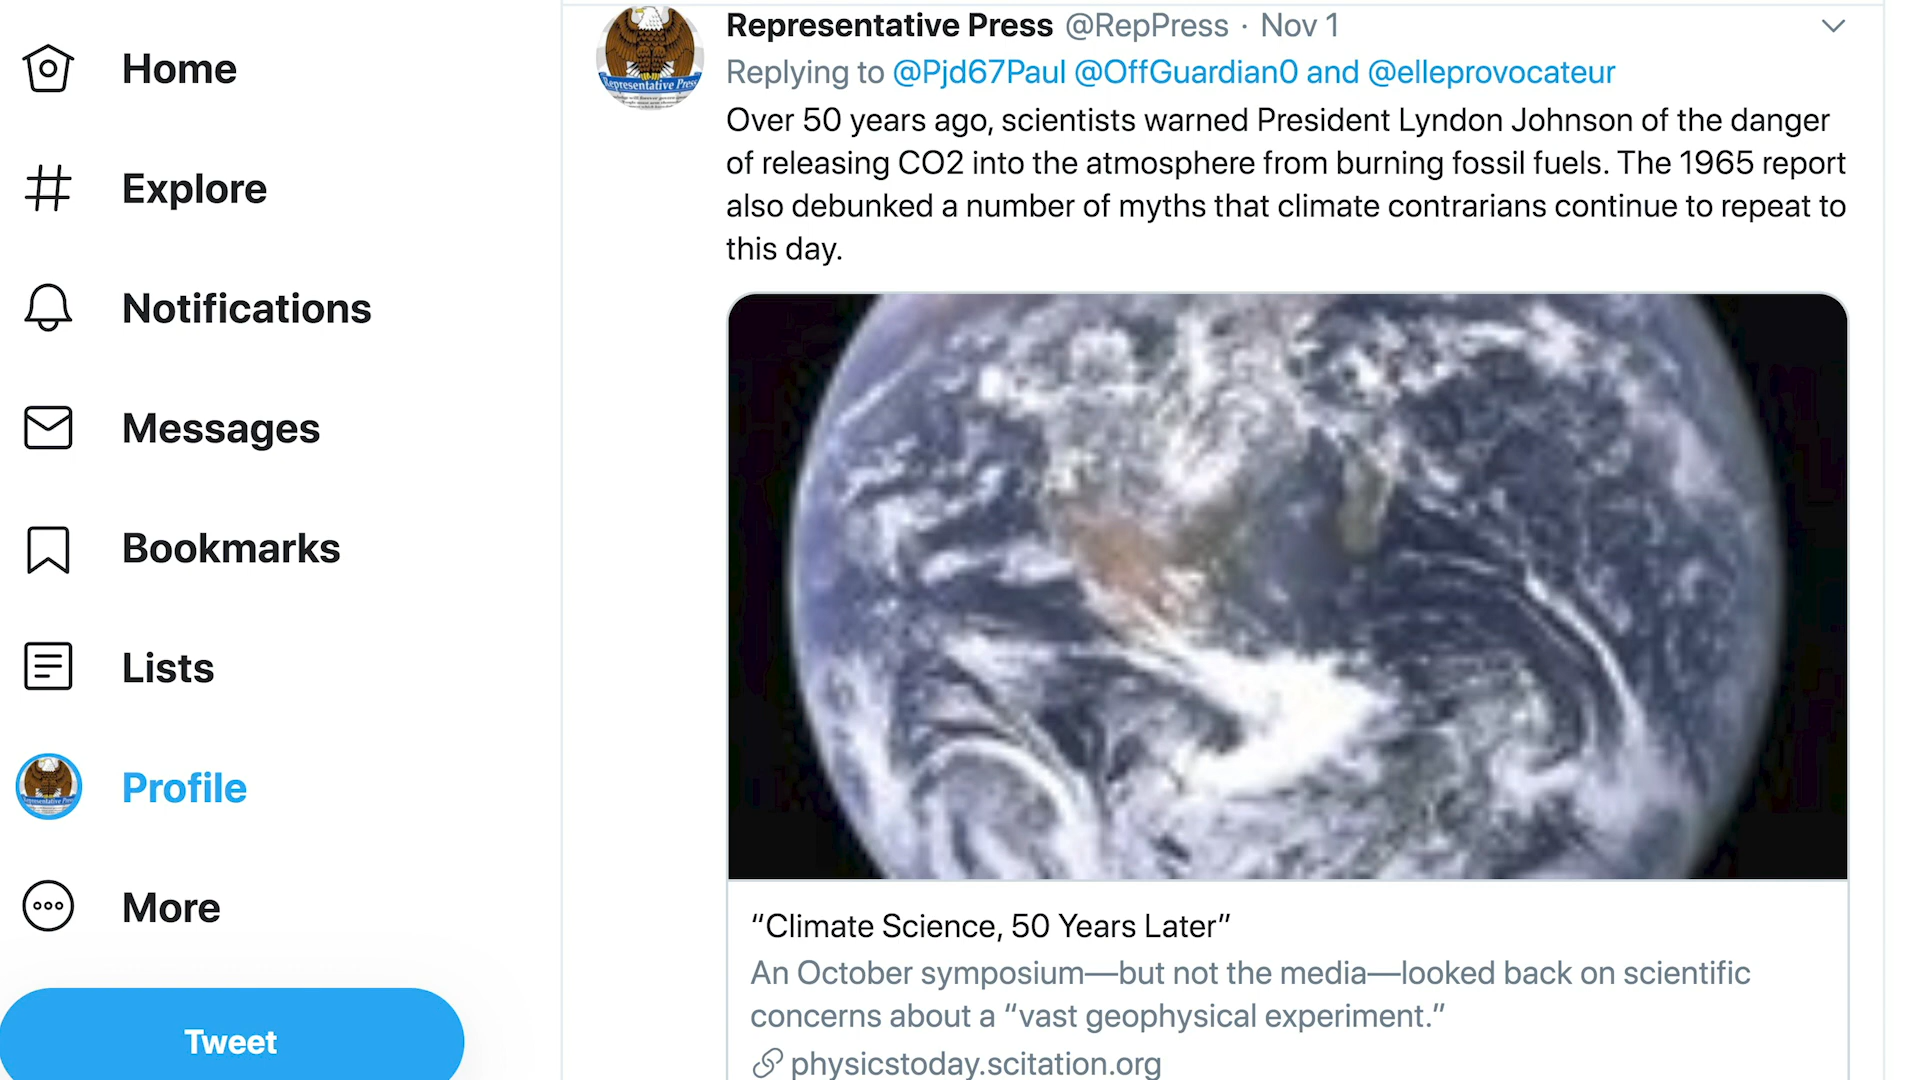 Home
Explore
Notifications
Messages
Bookmarks
Lists
Profile
More
Tweet
Representative Press @RepPress · Nov 1
Replying to @Pjd67Paul @OffGuardian0 and @elleprovocateur
Over 50 years ago, scientists warned President Lyndon Johnson of the danger
of releasing CO2 into the atmosphere from burning fossil fuels. The 1965 report
also debunked a number of myths that climate contrarians continue to repeat to
this day.
Representative Press
“Climate Science, 50 Years Later”
An October symposium—but not the media—looked back on scientific
concerns about a “vast geophysical experiment.”
physicstoday.scitation.org